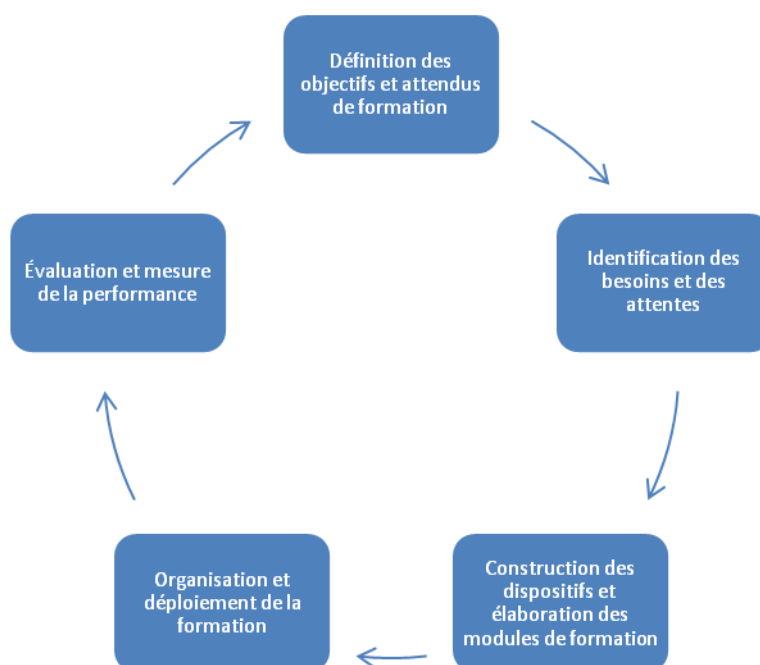 Définition des
objectifs et attendus
de formation
Identification des
besoins et des
attentes
Construction des
dispositifs et
élaboration des
modules de formation
Organisation et
déploiement de la
formation
Évaluation et mesure
de la performance